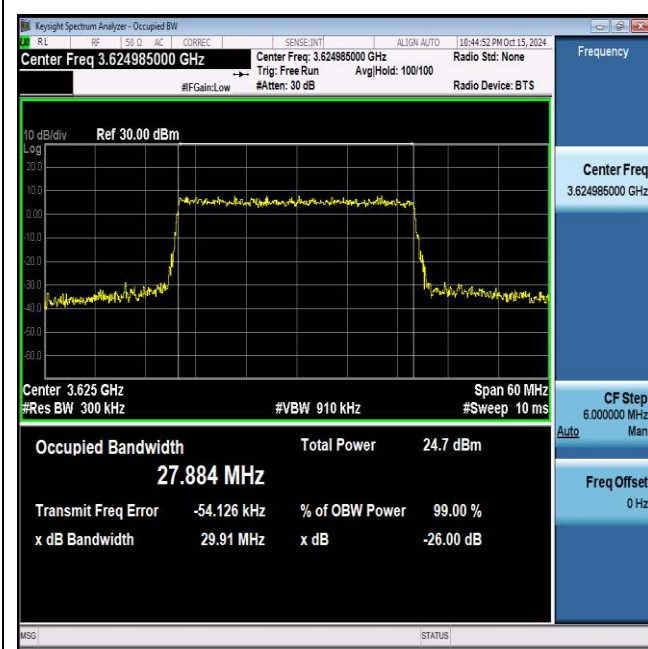 Keysight Spectrum Analyzer - Occupied BW
RL RF 50 Ω AC CORREC SENSE:INT ALIGN AUTO 10:44:52 PM Oct 15, 2024
Center Freq 3.624985000 GHz
Center Freq: 3.624985000 GHz Radio Std: None
Trig: Free Run Avg|Hold: 100/100
#IFGain:Low #Atten: 30 dB Radio Device: BTS
10 dB/div Ref 30.00 dBm
Log
20.0
10.0
0.00
-10.0
-20.0
-30.0
-40.0
-50.0
-60.0
Center 3.625 GHz Span 60 MHz
#Res BW 300 kHz #VBW 910 kHz #Sweep 10 ms
Occupied Bandwidth Total Power 24.7 dBm
27.884 MHz
Transmit Freq Error -54.126 kHz % of OBW Power 99.00 %
x dB Bandwidth 29.91 MHz x dB -26.00 dB
MSG STATUS
Frequency
Center Freq
3.624985000 GHz
CF Step
6.000000 MHz
Auto Man
Freq Offset
0 Hz